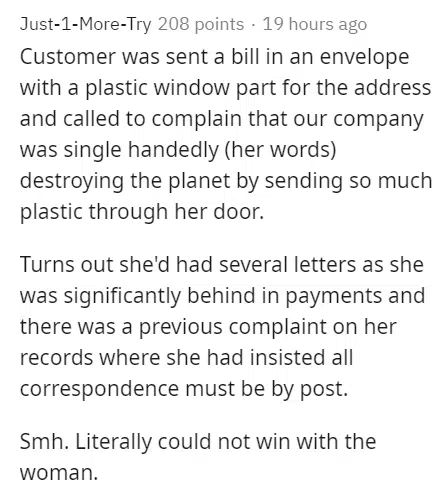 Just-1-More-Try 208 points · 19 hours ago
Customer was sent a bill in an envelope
with a plastic window part for the address
and called to complain that our company
was single handedly (her words)
destroying the planet by sending so much
plastic through her door.
Turns out she'd had several letters as she
was significantly behind in payments and
there was a previous complaint on her
records where she had insisted all
correspondence must be by post.
Smh. Literally could not win with the
woman.